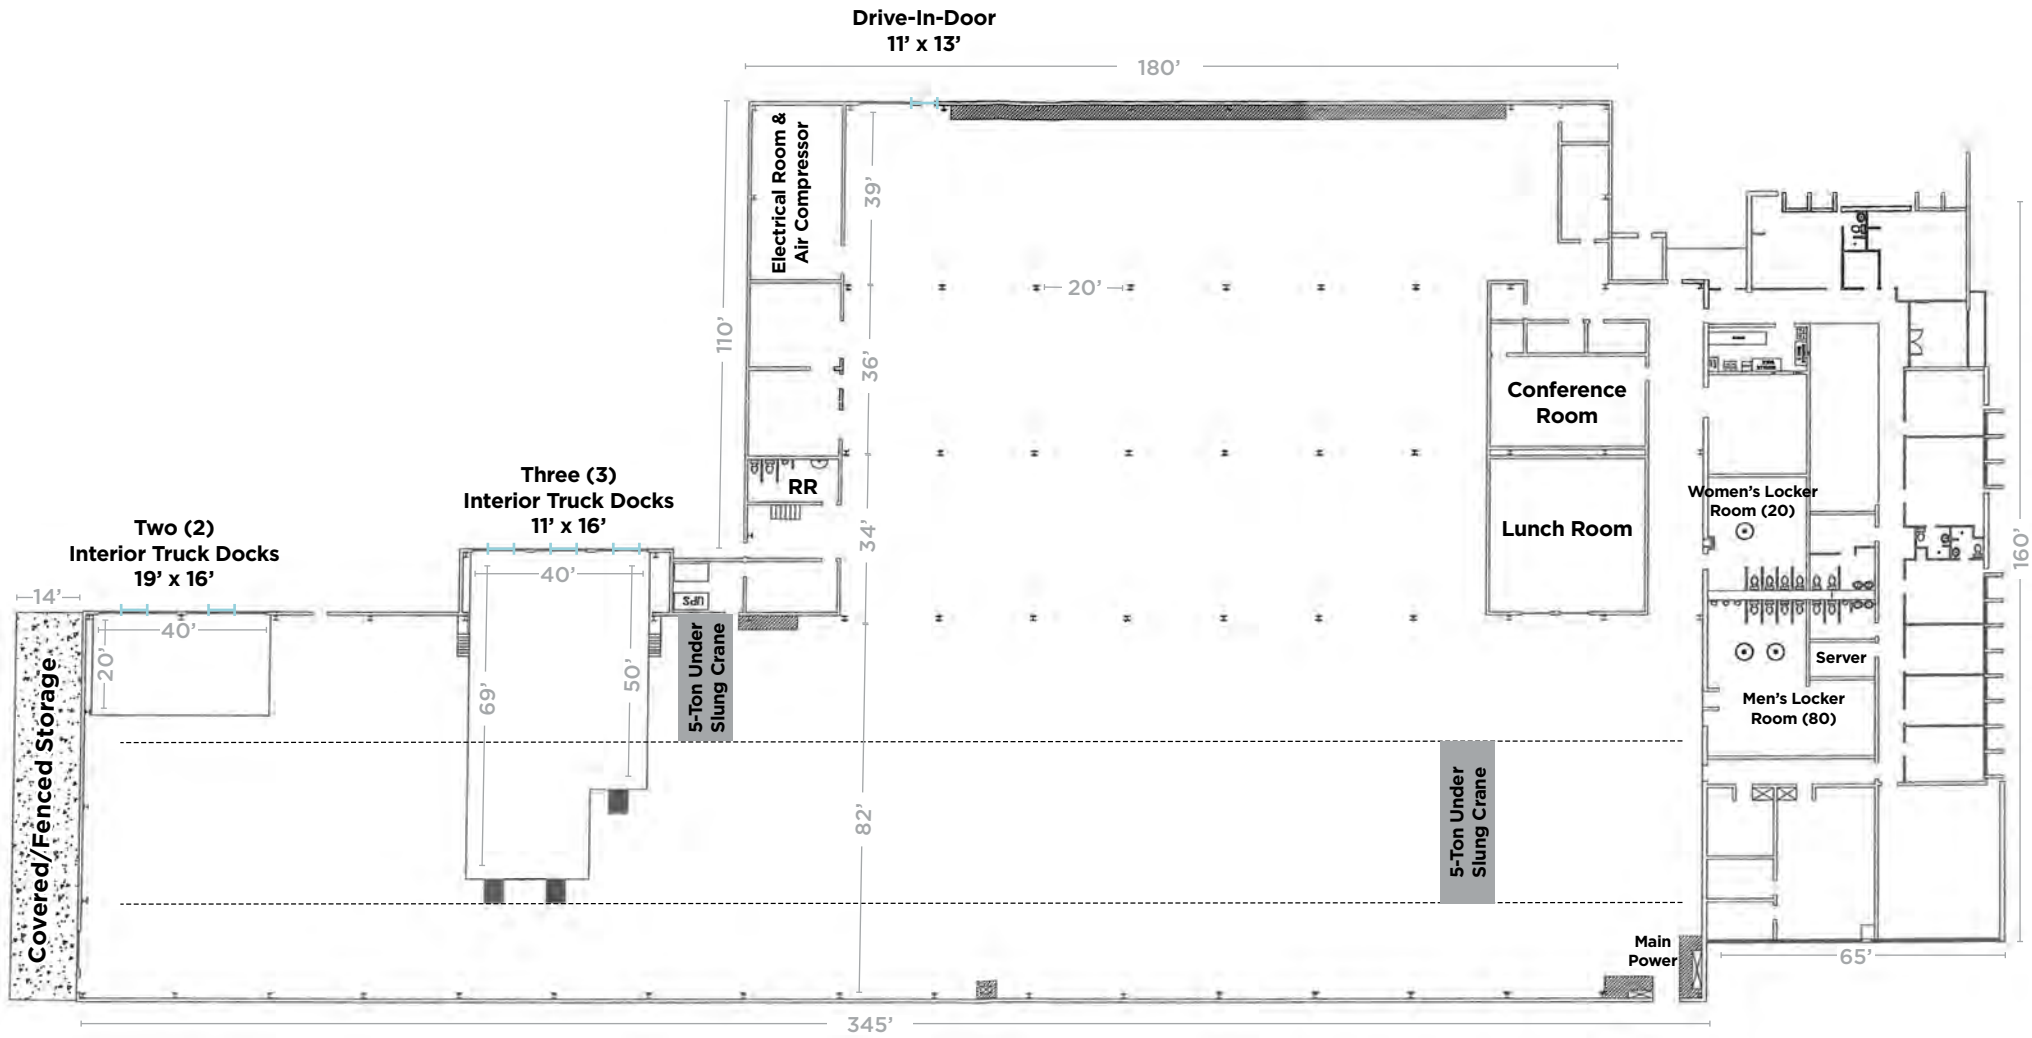 Drive-In-Door
11’ x 13’
180’
Electrical Room &
Air Compressor
39’
20’
110’
36’
Conference
Room
RR
Lunch Room
Women’s Locker
Room (20)
Three (3)
Interior Truck Docks
11’ x 16’
Two (2)
Interior Truck Docks
19’ x 16’
34’
160’
14’
40’
40’
UPS
20’
50’
69’
5-Ton Under
Slung Crane
Server
Men’s Locker
Room (80)
Covered/Fenced Storage
82’
5-Ton Under
Slung Crane
Main
Power
65’
345’